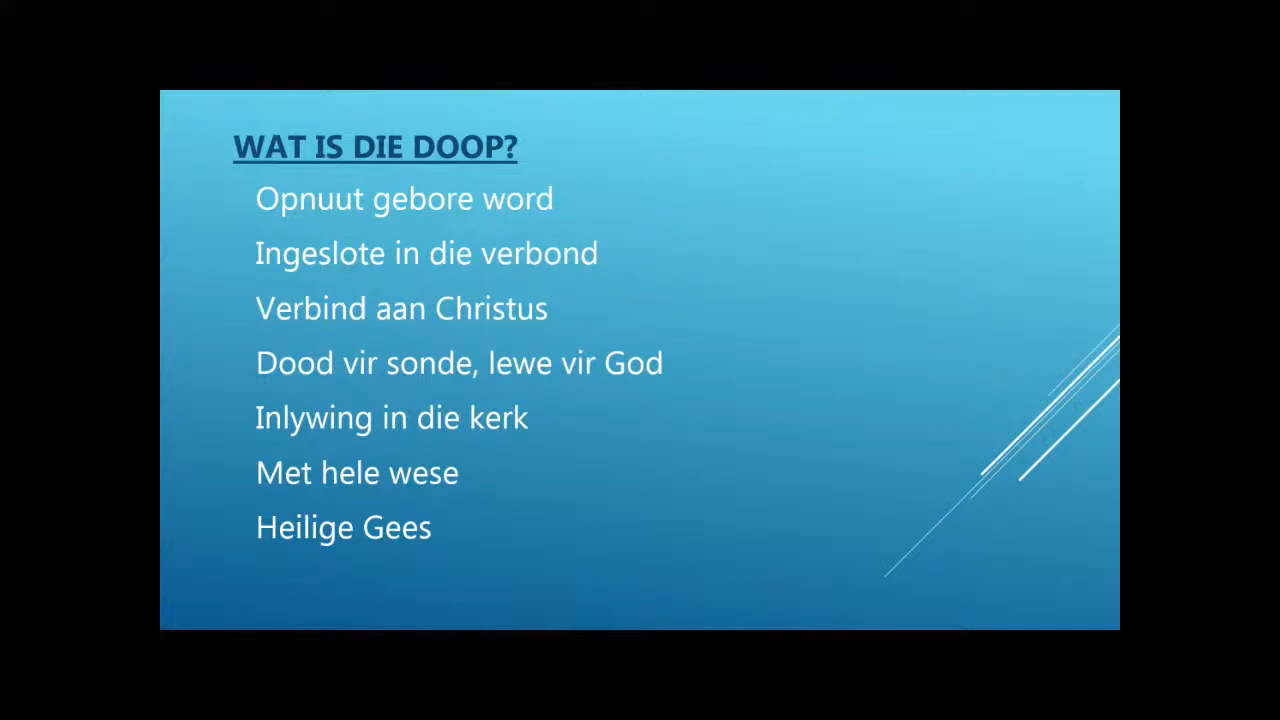 WAT IS DIE DOOP?
Opnuut gebore word
Ingeslote in die verbond
Verbind aan Christus
Dood vir sonde, lewe vir God
Inlywing in die kerk
Met hele wese
Heilige Gees